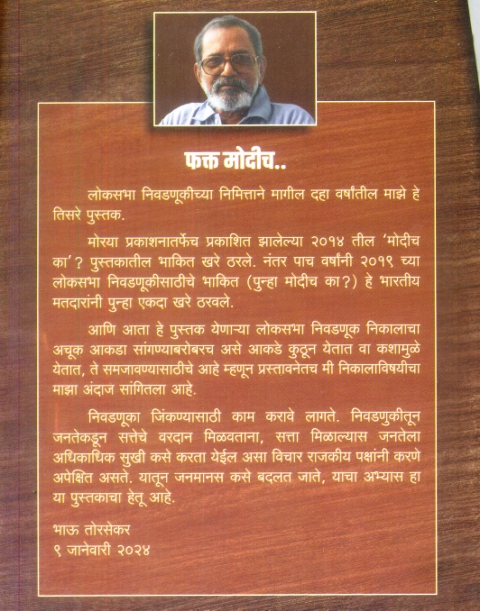 फक्त मोदीच..
लोकसभा निवडणूकीच्या निमित्ताने मागील दहा वर्षांतील माझे हे
तिसरे पुस्तक.
मोरया प्रकाशनातर्फेच प्रकाशित झालेल्या २०१४ तील ‘मोदीच
का’? पुस्तकातील भाकित खरे ठरले. नंतर पाच वर्षांनी २०१९ च्या
लोकसभा निवडणूकीसाठीचे भाकित (पुन्हा मोदीच का?) हे भारतीय
मतदारांनी पुन्हा एकदा खरे ठरवले.
आणि आता हे पुस्तक येणाऱ्या लोकसभा निवडणूक निकालाचा
अचूक आकडा सांगण्याबरोबरच असे आकडे कुठून येतात वा कशामुळे
येतात, ते समजावण्यासाठीचे आहे म्हणून प्रस्तावनेतच मी निकालाविषयीचा
माझा अंदाज सांगितला आहे.
निवडणूका जिंकण्यासाठी काम करावे लागते. निवडणुकीतून
जनतेकडून सत्तेचे वरदान मिळवताना, सत्ता मिळाल्यास जनतेला
अधिकाधिक सुखी कसे करता येईल असा विचार राजकीय पक्षांनी करणे
अपेक्षित असते. यातून जनमानस कसे बदलत जाते, याचा अभ्यास हा
या पुस्तकाचा हेतू आहे.
भाऊ तोरसेकर
९ जानेवारी २०२४